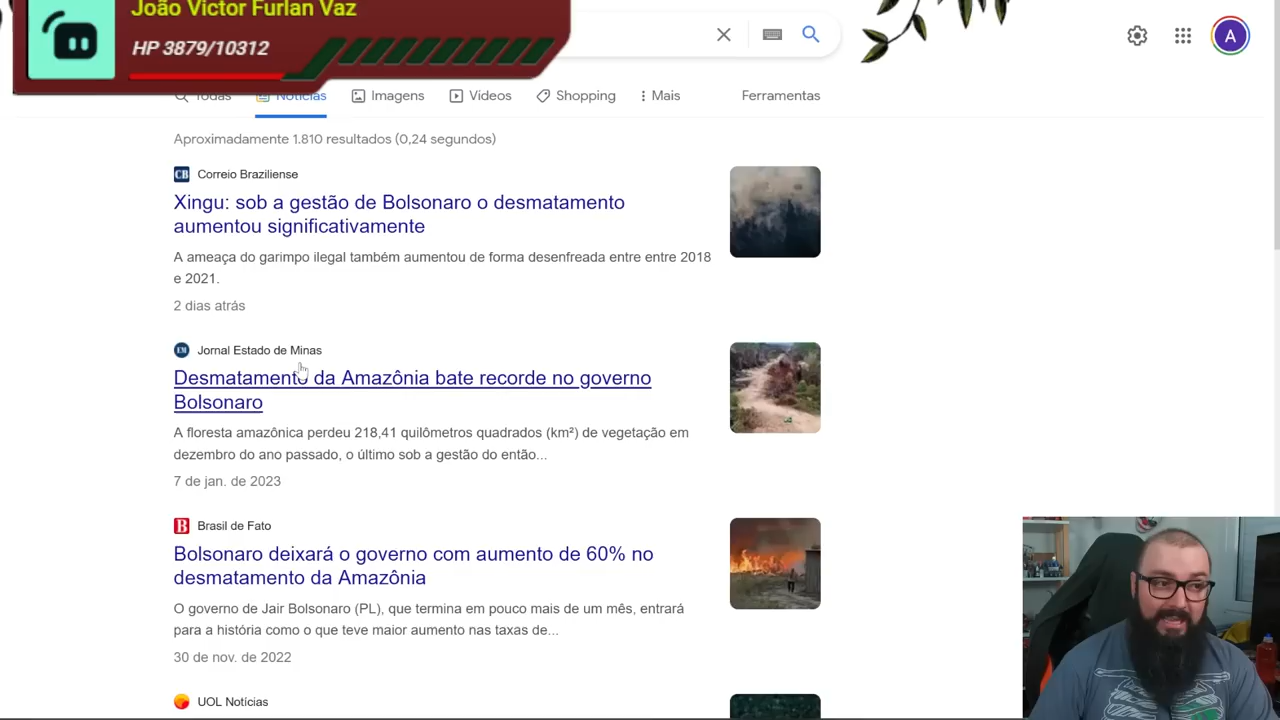 João Victor Furlan Vaz
HP 3879/10312
A
Todas
Notícias
Imagens
Vídeos
Shopping
Mais
Ferramentas
Aproximadamente 1.810 resultados (0,24 segundos)
CB Correio Braziliense
Xingu: sob a gestão de Bolsonaro o desmatamento
aumentou significativamente
A ameaça do garimpo ilegal também aumentou de forma desenfreada entre entre 2018
e 2021.
2 dias atrás
EM Jornal Estado de Minas
Desmatamento da Amazônia bate recorde no governo
Bolsonaro
A floresta amazônica perdeu 218,41 quilômetros quadrados (km²) de vegetação em
dezembro do ano passado, o último sob a gestão do então...
7 de jan. de 2023
B Brasil de Fato
Bolsonaro deixará o governo com aumento de 60% no
desmatamento da Amazônia
O governo de Jair Bolsonaro (PL), que termina em pouco mais de um mês, entrará
para a história como o que teve maior aumento nas taxas de...
30 de nov. de 2022
UOL Notícias